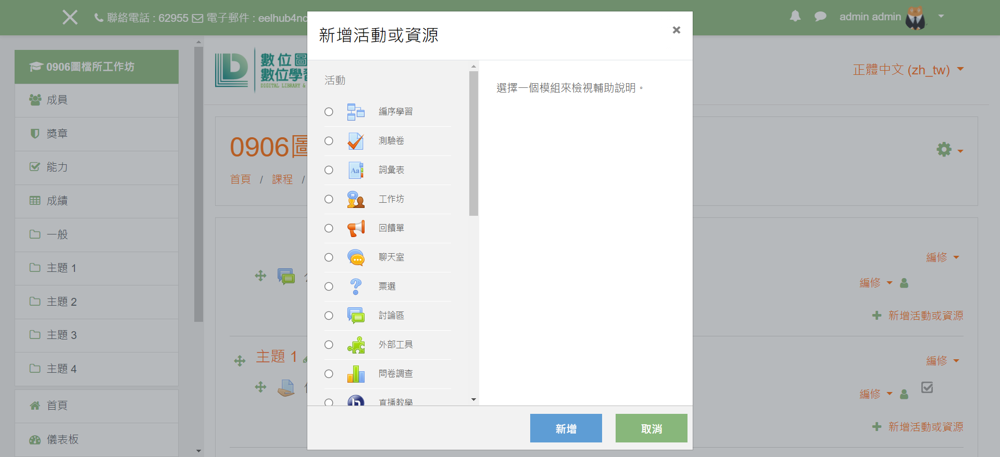 聯絡電話 : 62955 電子郵件 : eelhub4nc
admin admin
0906圖檔所工作坊
成員
獎章
能力
成績
一般
主題 1
主題 2
主題 3
主題 4
首頁
儀表板
數位圖
數位學習
DIGITAL LIBRARY &
正體中文 (zh_tw)
0906圖
首頁 / 課程 /
編修
編修
新增活動或資源
主題 1
編修
編修
新增活動或資源
新增活動或資源
活動
編序學習
測驗卷
詞彙表
工作坊
回饋單
聊天室
票選
討論區
外部工具
問卷調查
直播教學
選擇一個模組來檢視輔助說明。
新增
取消